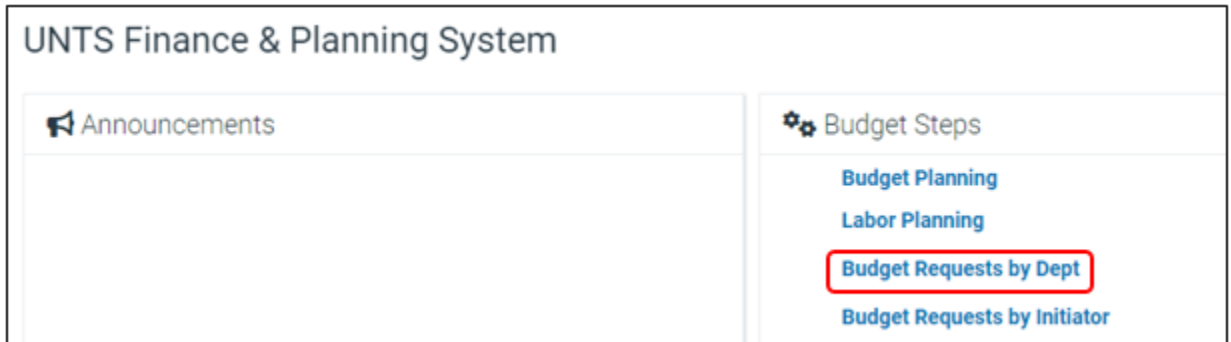 UNTS Finance & Planning System
Announcements
Budget Steps
Budget Planning
Labor Planning
Budget Requests by Dept
Budget Requests by Initiator